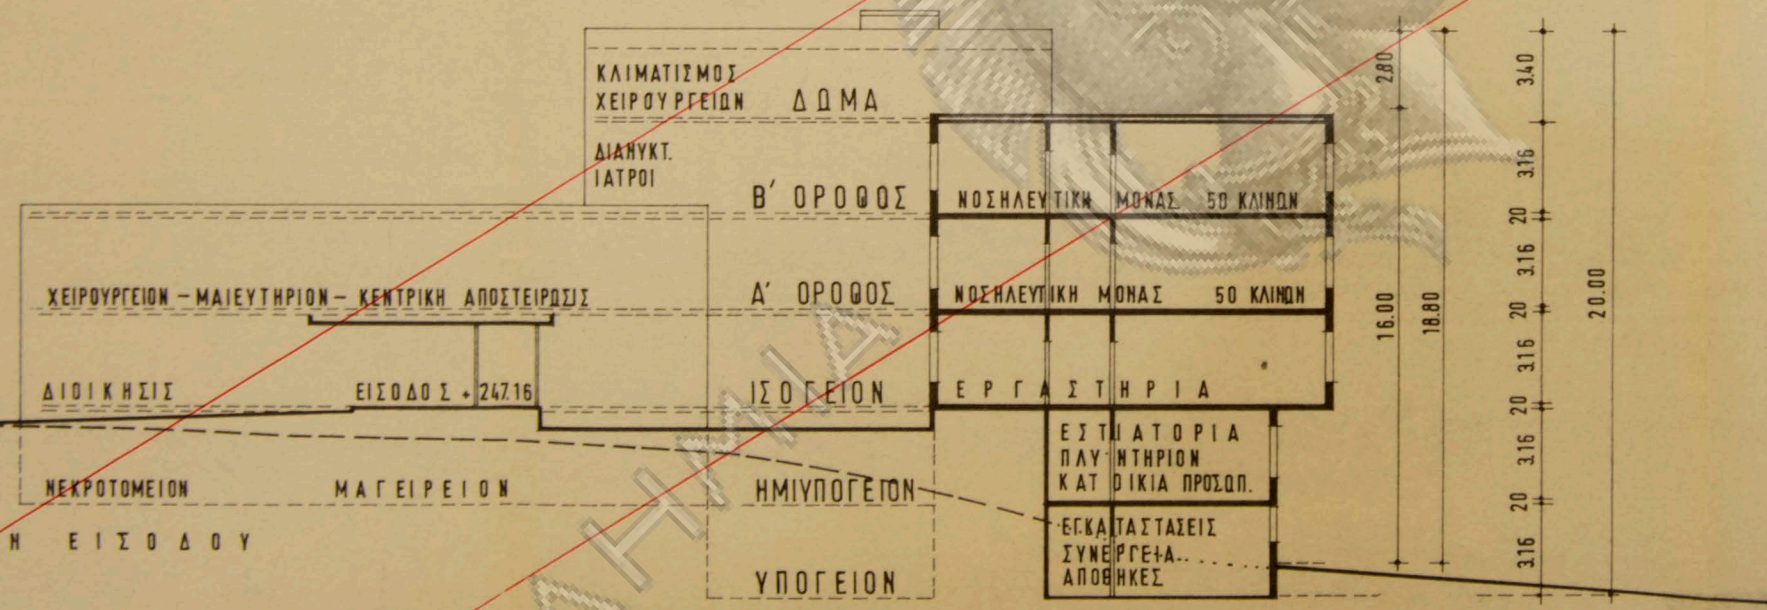 ΚΛΙΜΑΤΙΣΜΟΣ
ΧΕΙΡΟΥΡΓΕΙΩΝ ΔΩΜΑ
ΔΙΑΝΥΚΤ.
ΙΑΤΡΟΙ
Β΄ ΟΡΟΦΟΣ
ΝΟΣΗΛΕΥΤΙΚΗ ΜΟΝΑΣ 50 ΚΛΙΝΩΝ
ΧΕΙΡΟΥΡΓΕΙΟΝ - ΜΑΙΕΥΤΗΡΙΟΝ - ΚΕΝΤΡΙΚΗ ΑΠΟΣΤΕΙΡΩΣΙΣ
Α΄ ΟΡΟΦΟΣ
ΝΟΣΗΛΕΥΤΙΚΗ ΜΟΝΑΣ 50 ΚΛΙΝΩΝ
ΔΙΟΙΚΗΣΙΣ
ΕΙΣΟΔΟΣ + 247.16
ΙΣΟΓΕΙΟΝ
ΕΡΓΑΣΤΗΡΙΑ
ΕΣΤΙΑΤΟΡΙΑ
ΠΛΥΝΤΗΡΙΟΝ
ΚΑΤΟΙΚΙΑ ΠΡΟΣΩΠ.
ΝΕΚΡΟΤΟΜΕΙΟΝ
ΜΑΓΕΙΡΕΙΟΝ
ΗΜΙΥΠΟΓΕΙΟΝ
ΕΓΚΑΤΑΣΤΑΣΕΙΣ
ΣΥΝΕΡΓΕΙΑ
ΑΠΟΘΗΚΕΣ
Η ΕΙΣΟΔΟΥ
ΥΠΟΓΕΙΟΝ
2.80
16.00
18.80
3.40
3.16
20
3.16
20
3.16
20
3.16
20
3.16
20.00
ΔΗΜΙΑ